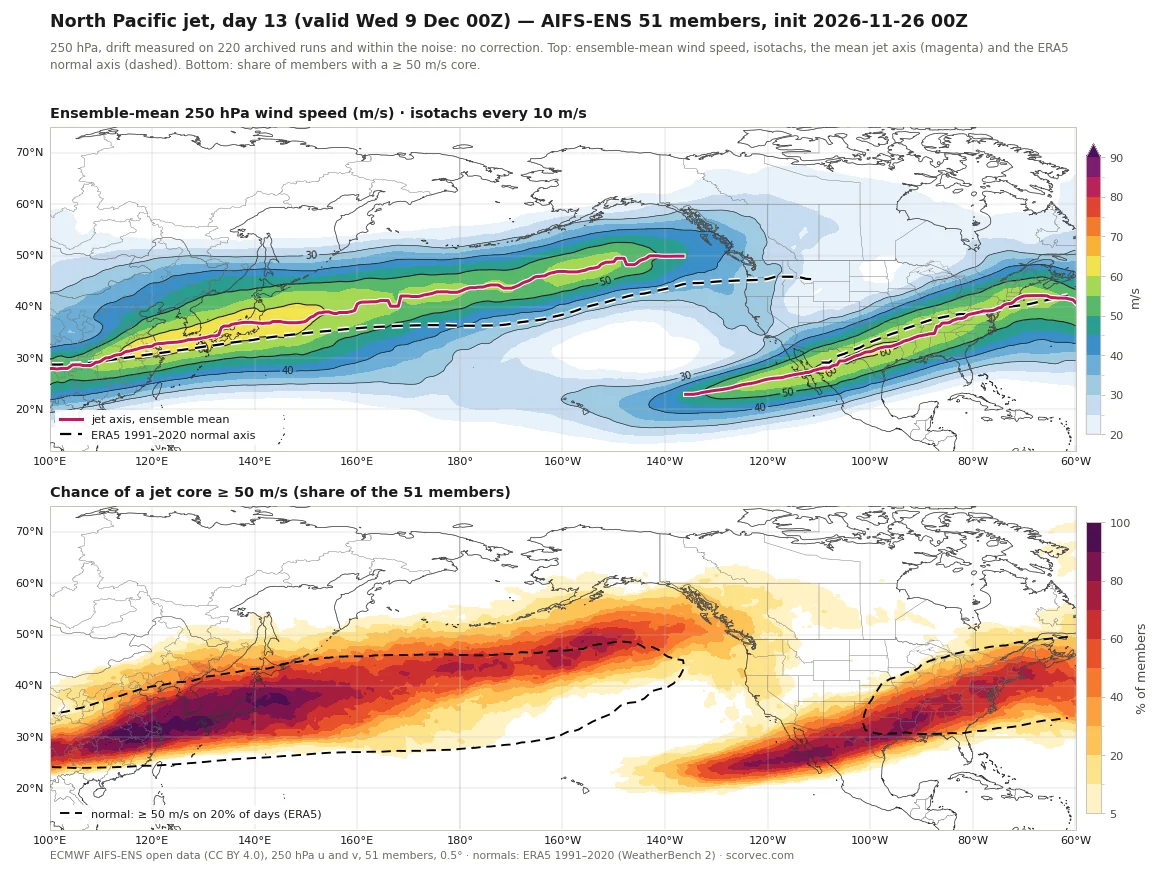 North Pacific jet, day 13 (valid Wed 9 Dec 00Z) — AIFS-ENS 51 members, init 2026-11-26 00Z
250 hPa, drift measured on 220 archived runs and within the noise: no correction. Top: ensemble-mean wind speed, isotachs, the mean jet axis (magenta) and the ERA5
normal axis (dashed). Bottom: share of members with a ≥ 50 m/s core.
Ensemble-mean 250 hPa wind speed (m/s) · isotachs every 10 m/s
70°N
60°N
50°N
40°N
30°N
20°N
30
40
50
30
40
50
jet axis, ensemble mean
ERA5 1991–2020 normal axis
100°E 120°E 140°E 160°E 180° 160°W 140°W 120°W 100°W 80°W 60°W
90
80
70
60
50
40
30
20
m/s
Chance of a jet core ≥ 50 m/s (share of the 51 members)
70°N
60°N
50°N
40°N
30°N
20°N
normal: ≥ 50 m/s on 20% of days (ERA5)
100°E 120°E 140°E 160°E 180° 160°W 140°W 120°W 100°W 80°W 60°W
100
80
60
40
20
5
% of members
ECMWF AIFS-ENS open data (CC BY 4.0), 250 hPa u and v, 51 members, 0.5° · normals: ERA5 1991–2020 (WeatherBench 2) · scorvec.com